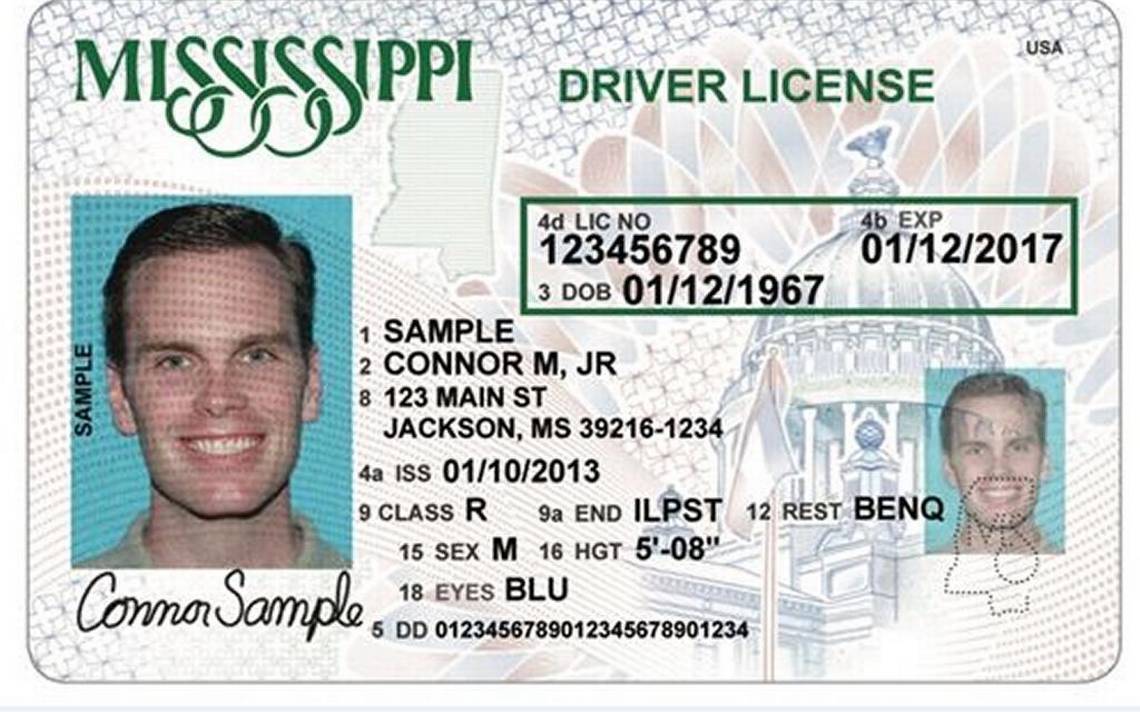 MISSISSIPPI
USA
DRIVER LICENSE
4d LIC NO 4b EXP
123456789 01/12/2017
3 DOB 01/12/1967
1 SAMPLE
2 CONNOR M, JR
8 123 MAIN ST
JACKSON, MS 39216-1234
4a ISS 01/10/2013
9 CLASS R 9a END ILPST 12 REST BENQ
15 SEX M 16 HGT 5'-08"
18 EYES BLU
5 DD 0123456789012345678901234
SAMPLE
Connor Sample